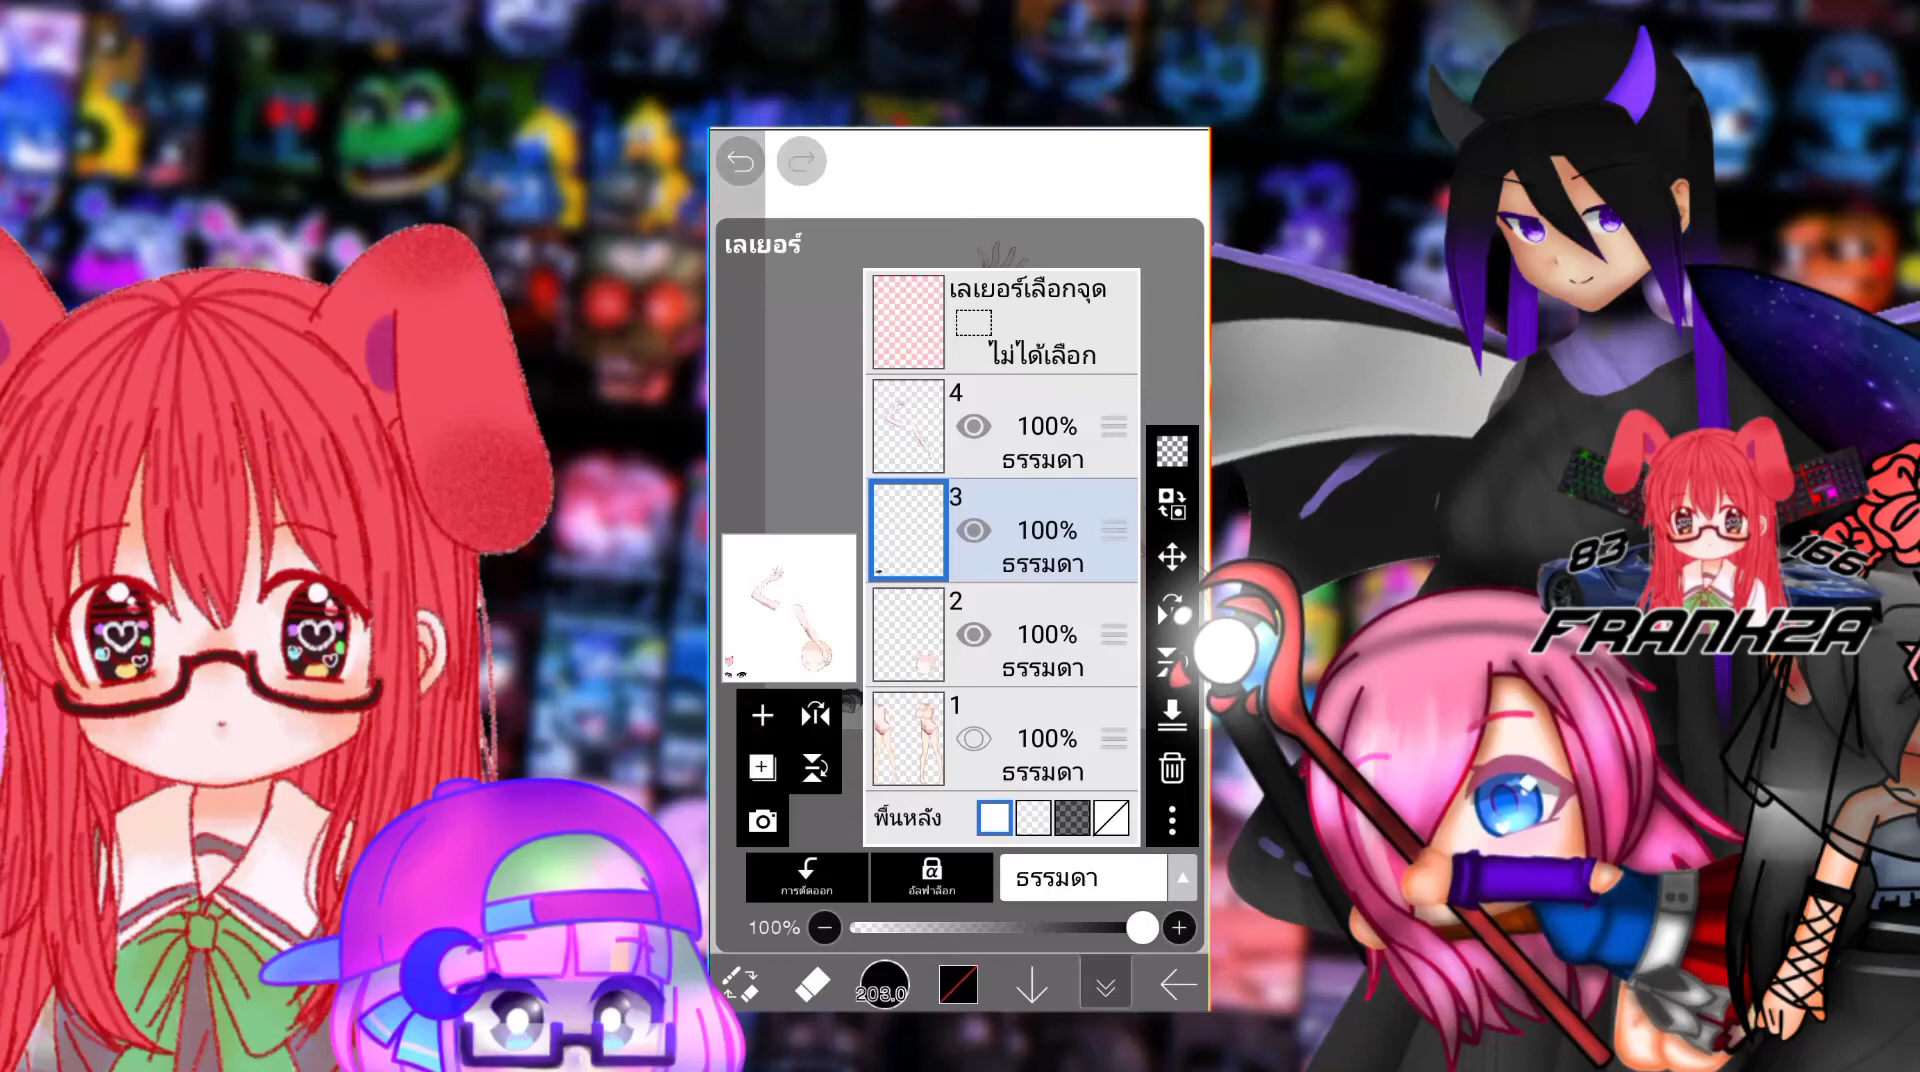 เลเยอร์
เลเยอร์เลือกจุด
ไม่ได้เลือก
4
100%
ธรรมดา
3
100%
ธรรมดา
2
100%
ธรรมดา
1
100%
ธรรมดา
พื้นหลัง
การตัดออก
α
อัลฟาล็อก
ธรรมดา
100%
203.0
83
166
FRANKZA